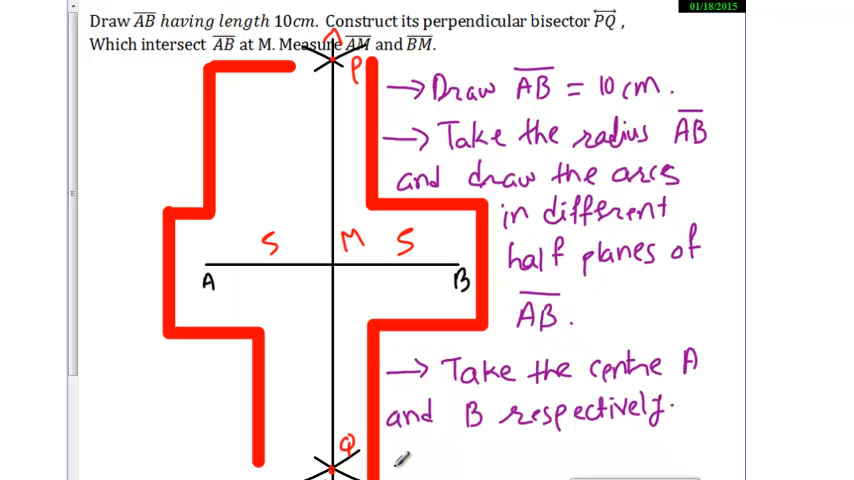 01/18/2015
Draw AB having length 10cm. Construct its perpendicular bisector PQ ,
Which intersect AB at M. Measure AM and BM.
P
→ Draw AB = 10 cm.
→ Take the radius AB
and draw the arcs
in different
half planes of
AB.
5 M 5
A B
→ Take the centre A
and B respectively.
Q